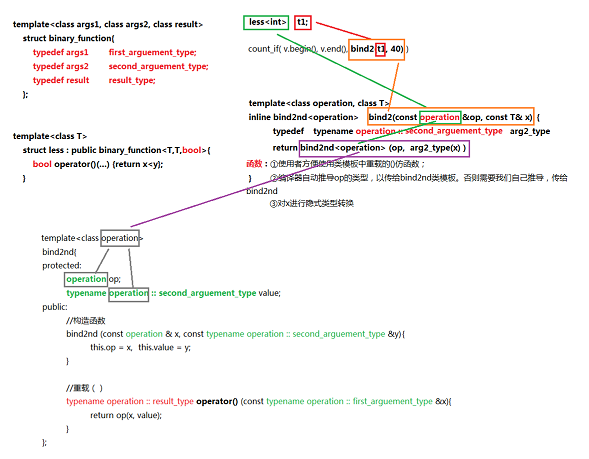 template<class args1, class args2, class result>
struct binary_function{
typedef args1 first_arguement_type;
typedef args2 second_arguement_type;
typedef result result_type;
};
template<class T>
struct less : public binary_function<T,T,bool>{
bool operator()(...) {return x<y;
}
less<int> t1;
count_if( v.begin(), v.end(), bind2(t1, 40) )
template<class operation, class T>
inline bind2nd<operation> bind2(const operation &op, const T& x) {
typedef typename operation :: second_arguement_type arg2_type
return bind2nd<operation> (op, arg2_type(x) )
函数：①使用者方便使用类模板中重载的()仿函数；
} ②编译器自动推导op的类型，以传给bind2nd类模板。否则需要我们自己推导，传给
bind2nd
③对x进行隐式类型转换
template<class operation>
bind2nd{
protected:
operation op;
typename operation :: second_arguement_type value;
public:
//构造函数
bind2nd (const operation & x, const typename operation :: second_arguement_type &y){
this.op = x, this.value = y;
}
//重载 ( )
typename operation :: result_type operator() (const typename operation :: first_arguement_type &x){
return op(x, value);
}
};